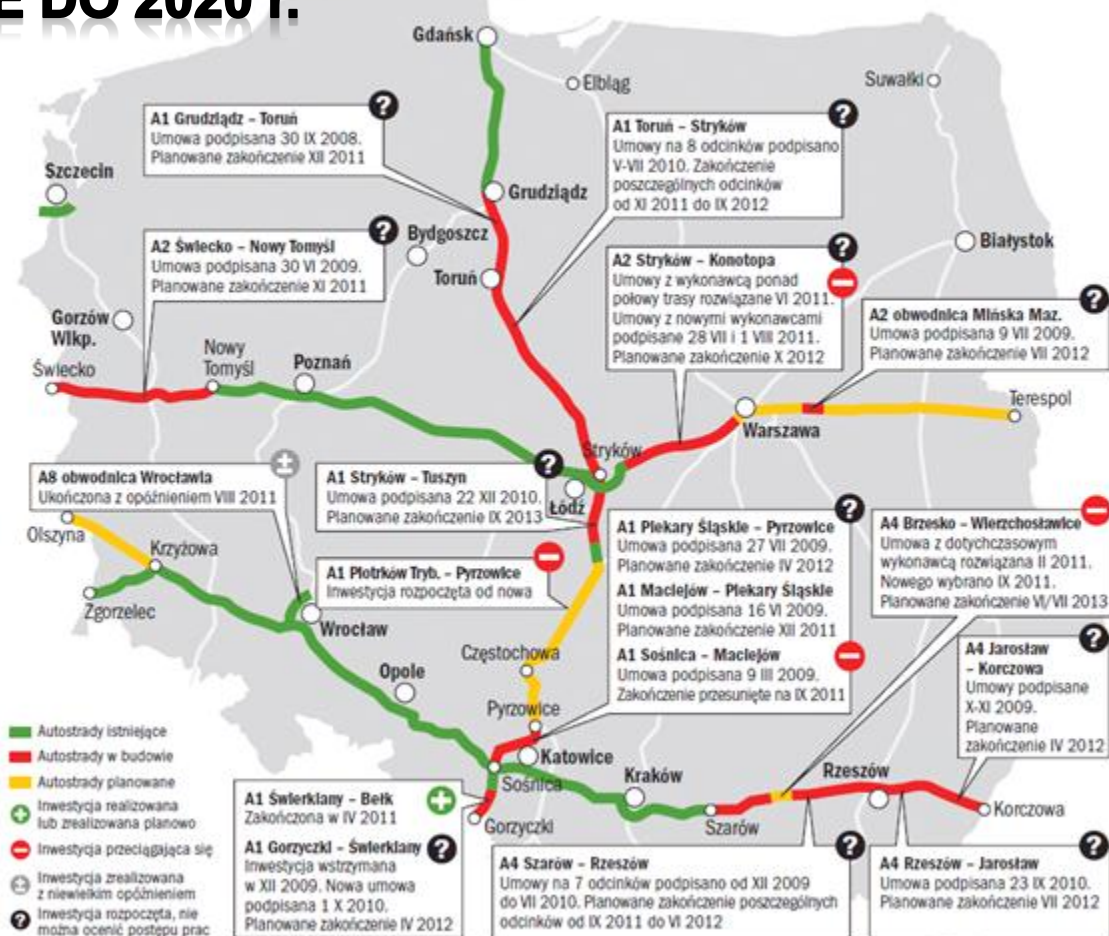 E DO 2020 r.
Gdańsk
Elbląg
Suwałki
A1 Grudziądz – Toruń
Umowa podpisana 30 IX 2008.
Planowane zakończenie XII 2011
A1 Toruń – Stryków
Umowy na 8 odcinków podpisano
V-VII 2010. Zakończenie
poszczególnych odcinków
od XI 2011 do IX 2012
Szczecin
Grudziądz
Bydgoszcz
Białystok
A2 Świecko – Nowy Tomyśl
Umowa podpisana 30 VI 2009.
Planowane zakończenie XI 2011
Toruń
A2 Stryków – Konotopa
Umowy z wykonawcą ponad
połowy trasy rozwiązane VI 2011.
Umowy z nowymi wykonawcami
podpisane 28 VII i 1 VIII 2011.
Planowane zakończenie X 2012
A2 obwodnica Mińska Maz.
Umowa podpisana 9 VII 2009.
Planowane zakończenie VII 2012
Gorzów
Wlkp.
Świecko
Nowy
Tomyśl
Poznań
Terespol
Warszawa
Stryków
Łódź
A8 obwodnica Wrocławia
Ukończona z opóźnieniem VIII 2011
A1 Stryków – Tuszyn
Umowa podpisana 22 XII 2010.
Planowane zakończenie IX 2013
Olszyna
Krzyżowa
Zgorzelec
A1 Piotrków Tryb. – Pyrzowice
Inwestycja rozpoczęta od nowa
Wrocław
A1 Piekary Śląskie – Pyrzowice
Umowa podpisana 27 VII 2009.
Planowane zakończenie IV 2012
A1 Maciejów – Piekary Śląskie
Umowa podpisana 16 VI 2009.
Planowane zakończenie XII 2011
A1 Sośnica – Maciejów
Umowa podpisana 9 III 2009.
Zakończenie przesunięte na IX 2011
A4 Brzesko – Wierzchosławice
Umowa z dotychczasowym
wykonawcą rozwiązana II 2011.
Nowego wybrano IX 2011.
Planowane zakończenie VI/VII 2013
A4 Jarosław
– Korczowa
Umowy podpisane
X-XI 2009.
Planowane
zakończenie IV 2012
Częstochowa
Opole
Pyrzowice
Katowice
Sośnica
Gorzyczki
Kraków
Szarów
Rzeszów
Korczowa
Autostrady istniejące
Autostrady w budowie
Autostrady planowane
Inwestycja realizowana
lub zrealizowana planowo
Inwestycja przeciągająca się
Inwestycja zrealizowana
z niewielkim opóźnieniem
Inwestycja rozpoczęta, nie
można ocenić postępu prac
A1 Świerklany – Bełk
Zakończona w IV 2011
A1 Gorzyczki – Świerklany
Inwestycja wstrzymana
w XII 2009. Nowa umowa
podpisana 1 X 2010.
Planowane zakończenie IV 2012
A4 Szarów – Rzeszów
Umowy na 7 odcinków podpisano od XII 2009
do VII 2010. Planowane zakończenie poszczególnych
odcinków od IX 2011 do VI 2012
A4 Rzeszów – Jarosław
Umowa podpisana 23 IX 2010.
Planowane zakończenie VII 2012